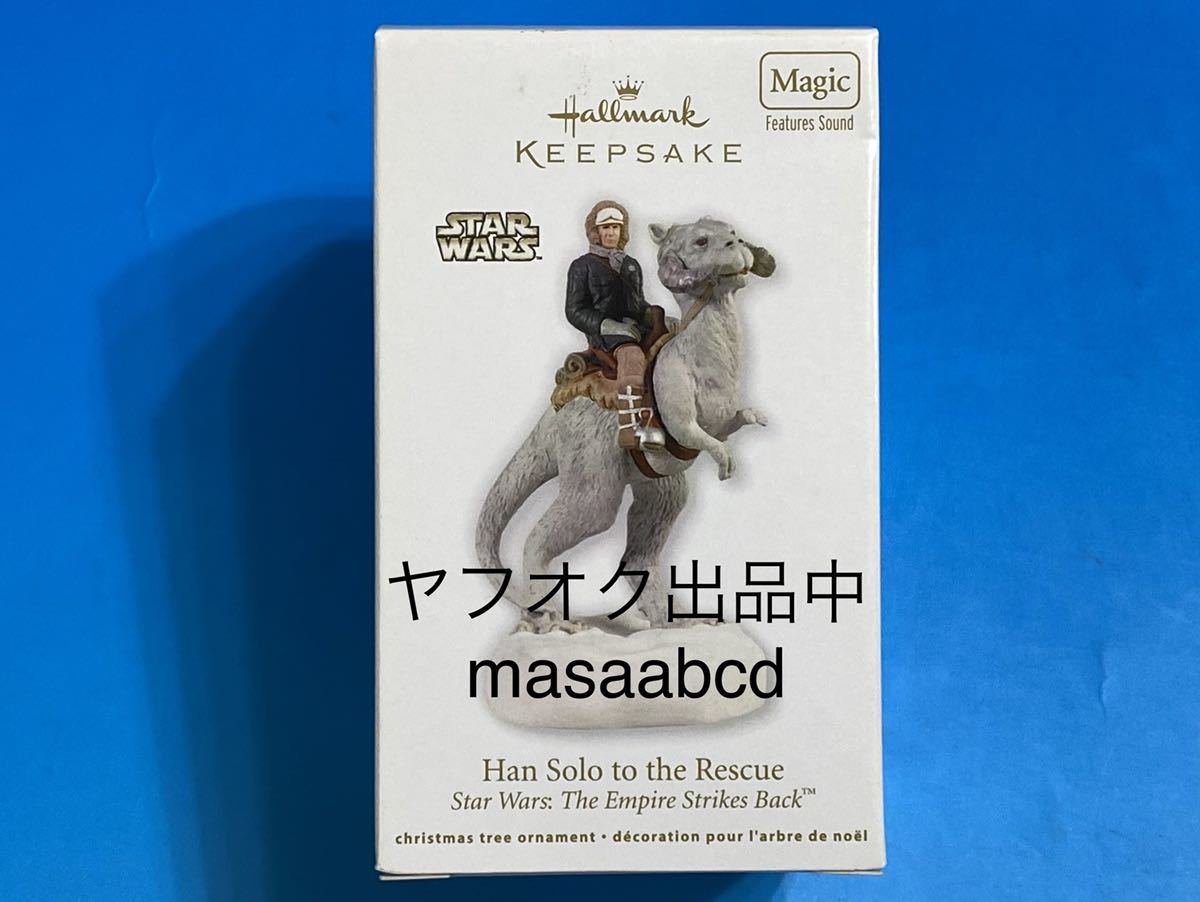 Hallmark
KEEPSAKE
Magic
Features Sound
STAR
WARS™
ヤフオク出品中
masaabcd
Han Solo to the Rescue
Star Wars: The Empire Strikes Back™
christmas tree ornament • décoration pour l'arbre de noël